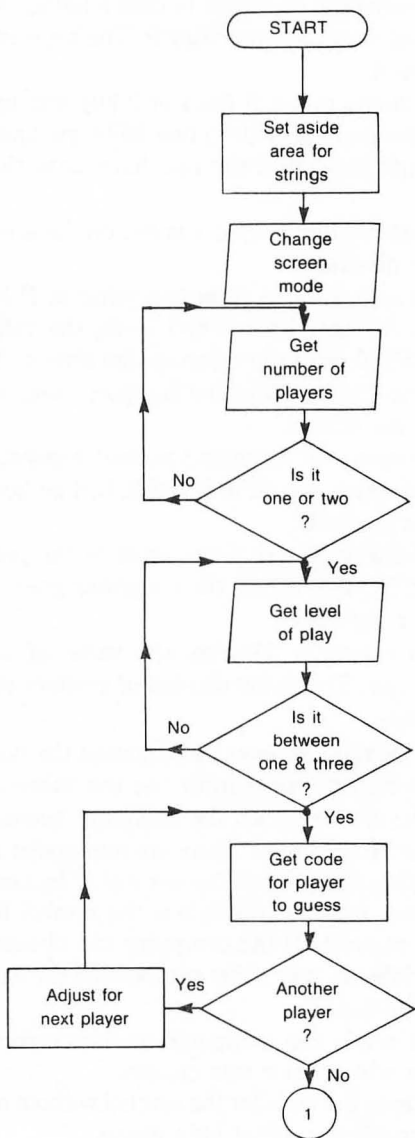 START
Set aside
area for
strings
Change
screen
mode
Get
number of
players
Is it
one or two
?
No
Yes
Get level
of play
Is it
between
one & three
?
No
Yes
Get code
for player
to guess
Another
player
?
Yes
Adjust for
next player
No
1